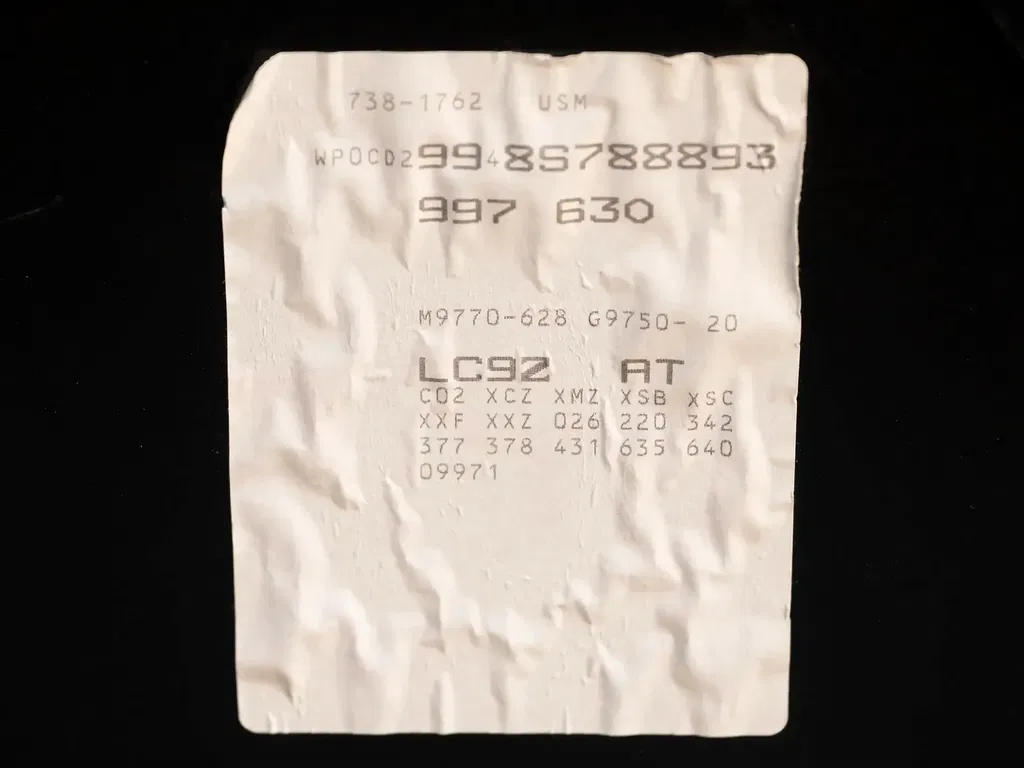 738-1762 USM
WP0CD29948S788893
997 630
M9770-628 G9750- 20
LC9Z AT
C02 XCZ XMZ XSB XSC
XXF XXZ 026 220 342
377 378 431 635 640
09971